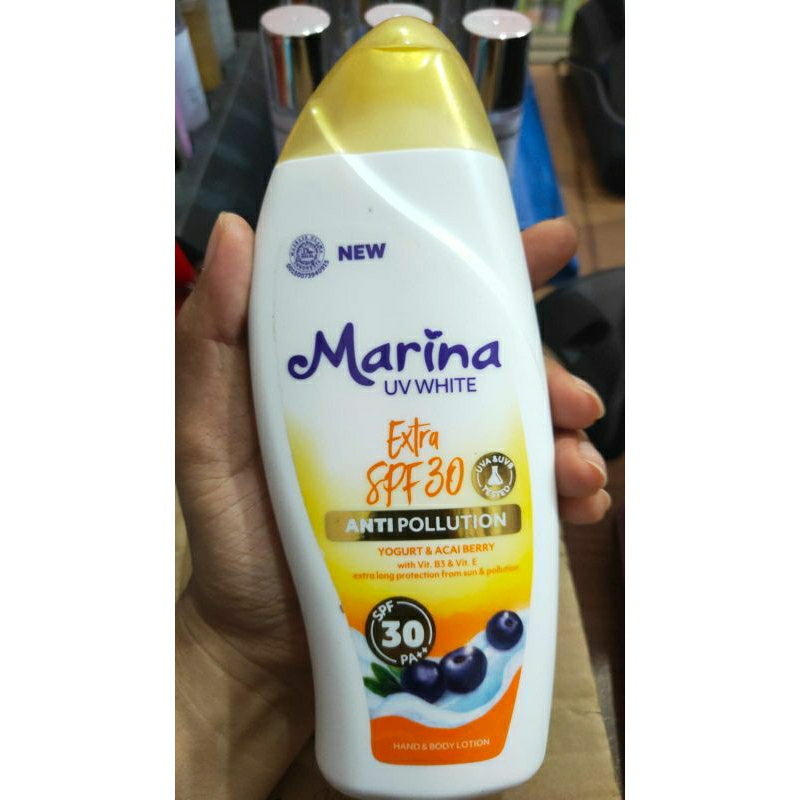 NEW
Marina
UV WHITE
Extra
SPF 30
UVA & UVB
TESTED
ANTI POLLUTION
YOGURT & ACAI BERRY
with Vit. B3 & Vit. E
extra long protection from sun & pollution
SPF
30
PA++
HAND & BODY LOTION